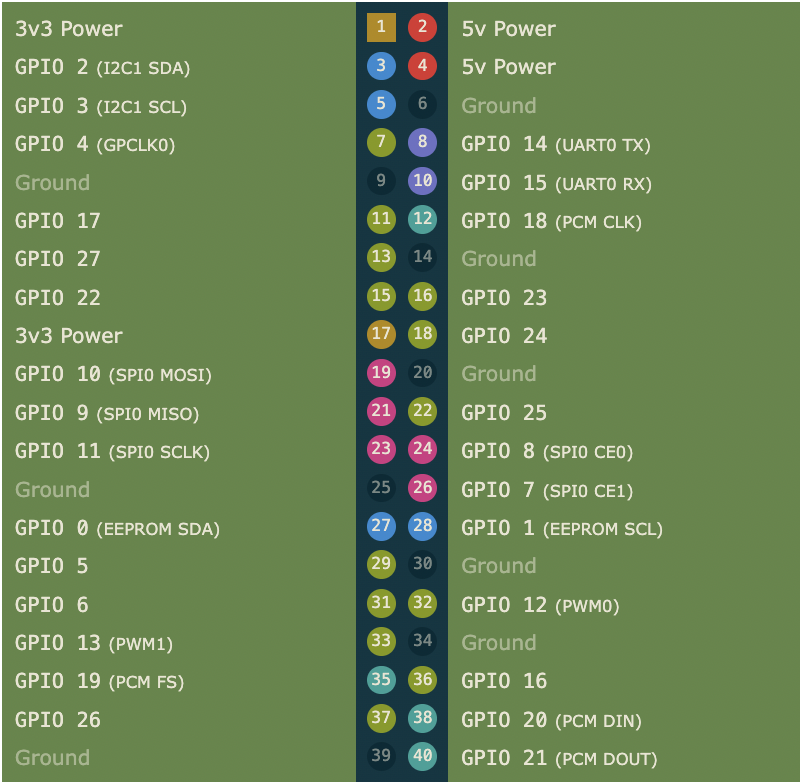 3v3 Power 1 2 5v Power
GPIO 2 (I2C1 SDA) 3 4 5v Power
GPIO 3 (I2C1 SCL) 5 6 Ground
GPIO 4 (GPCLK0) 7 8 GPIO 14 (UART0 TX)
Ground 9 10 GPIO 15 (UART0 RX)
GPIO 17 11 12 GPIO 18 (PCM CLK)
GPIO 27 13 14 Ground
GPIO 22 15 16 GPIO 23
3v3 Power 17 18 GPIO 24
GPIO 10 (SPI0 MOSI) 19 20 Ground
GPIO 9 (SPI0 MISO) 21 22 GPIO 25
GPIO 11 (SPI0 SCLK) 23 24 GPIO 8 (SPI0 CE0)
Ground 25 26 GPIO 7 (SPI0 CE1)
GPIO 0 (EEPROM SDA) 27 28 GPIO 1 (EEPROM SCL)
GPIO 5 29 30 Ground
GPIO 6 31 32 GPIO 12 (PWM0)
GPIO 13 (PWM1) 33 34 Ground
GPIO 19 (PCM FS) 35 36 GPIO 16
GPIO 26 37 38 GPIO 20 (PCM DIN)
Ground 39 40 GPIO 21 (PCM DOUT)